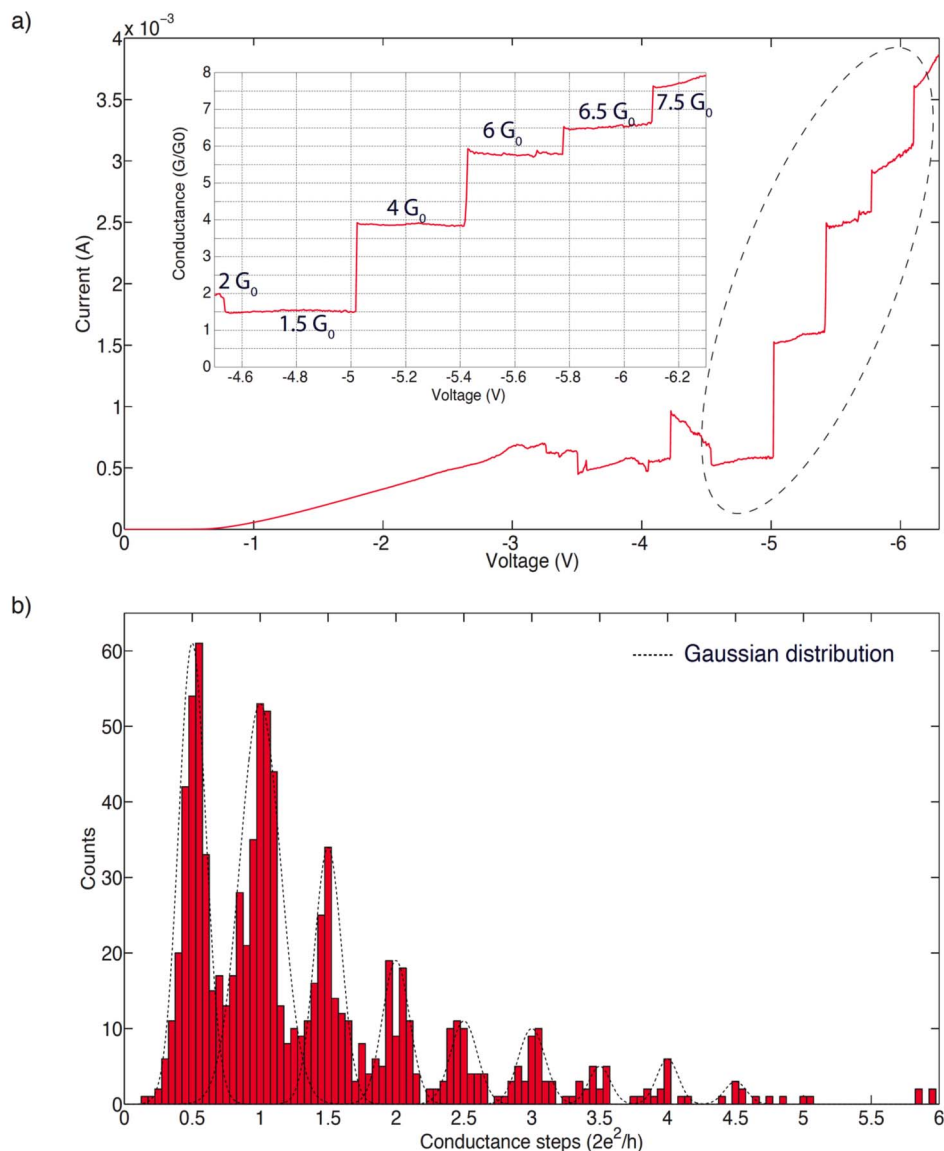 a)
× 10⁻³
4
3.5
3
2.5
2
1.5
1
0.5
0
Current (A)
0 -1 -2 -3 -4 -5 -6
Voltage (V)
8
7
6
5
4
3
2
1
0
Conductance (G/G0)
2 G₀
1.5 G₀
4 G₀
6 G₀
6.5 G₀
7.5 G₀
-4.6 -4.8 -5 -5.2 -5.4 -5.6 -5.8 -6 -6.2
Voltage (V)
b)
Gaussian distribution
60
50
40
30
20
10
0
Counts
0 0.5 1 1.5 2 2.5 3 3.5 4 4.5 5 5.5 6
Conductance steps (2e²/h)